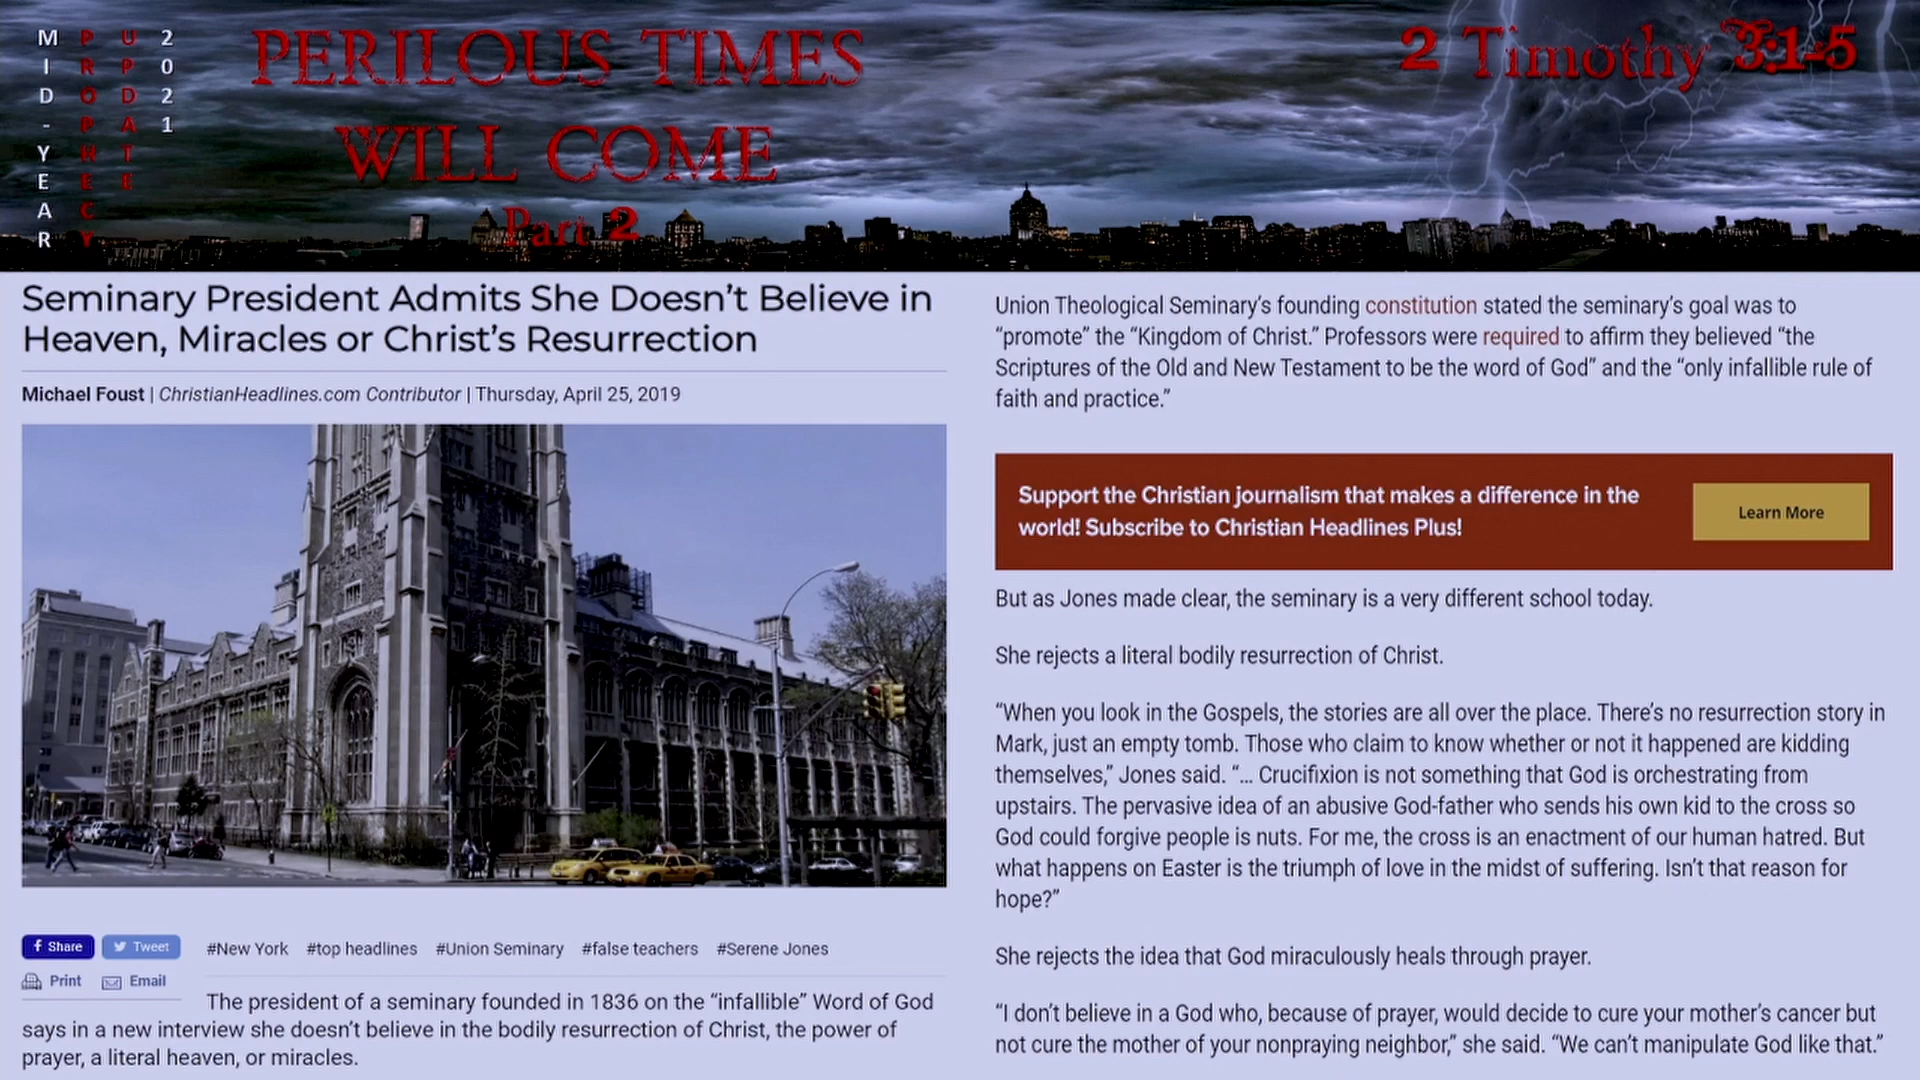 MID-YEAR
PROPHECY
UPDATE
2021
PERILOUS TIMES
WILL COME
Part 2
2 Timothy 3:1-5
Seminary President Admits She Doesn’t Believe in
Heaven, Miracles or Christ’s Resurrection
Michael Foust | ChristianHeadlines.com Contributor | Thursday, April 25, 2019
Share
Tweet
#New York #top headlines #Union Seminary #false teachers #Serene Jones
Print
Email
The president of a seminary founded in 1836 on the “infallible” Word of God
says in a new interview she doesn’t believe in the bodily resurrection of Christ, the power of
prayer, a literal heaven, or miracles.
Union Theological Seminary’s founding constitution stated the seminary’s goal was to
“promote” the “Kingdom of Christ.” Professors were required to affirm they believed “the
Scriptures of the Old and New Testament to be the word of God” and the “only infallible rule of
faith and practice.”
Support the Christian journalism that makes a difference in the
world! Subscribe to Christian Headlines Plus!
Learn More
But as Jones made clear, the seminary is a very different school today.
She rejects a literal bodily resurrection of Christ.
“When you look in the Gospels, the stories are all over the place. There’s no resurrection story in
Mark, just an empty tomb. Those who claim to know whether or not it happened are kidding
themselves,” Jones said. “... Crucifixion is not something that God is orchestrating from
upstairs. The pervasive idea of an abusive God-father who sends his own kid to the cross so
God could forgive people is nuts. For me, the cross is an enactment of our human hatred. But
what happens on Easter is the triumph of love in the midst of suffering. Isn’t that reason for
hope?”
She rejects the idea that God miraculously heals through prayer.
“I don’t believe in a God who, because of prayer, would decide to cure your mother’s cancer but
not cure the mother of your nonpraying neighbor,” she said. “We can’t manipulate God like that.”